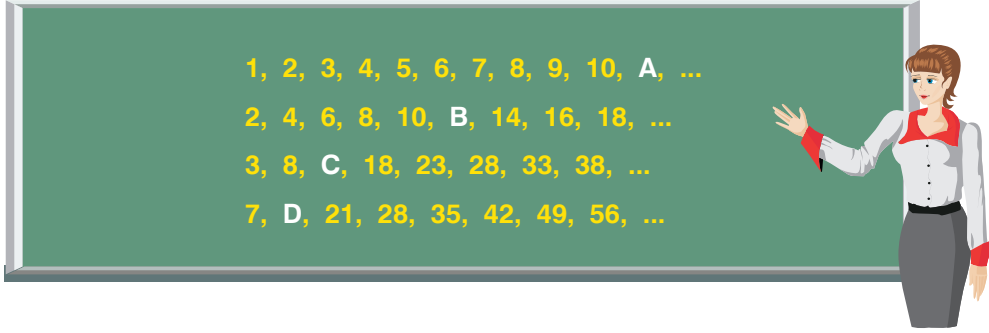 1, 2, 3, 4, 5, 6, 7, 8, 9, 10, A, ...
2, 4, 6, 8, 10, B, 14, 16, 18, ...
3, 8, C, 18, 23, 28, 33, 38, ...
7, D, 21, 28, 35, 42, 49, 56, ...